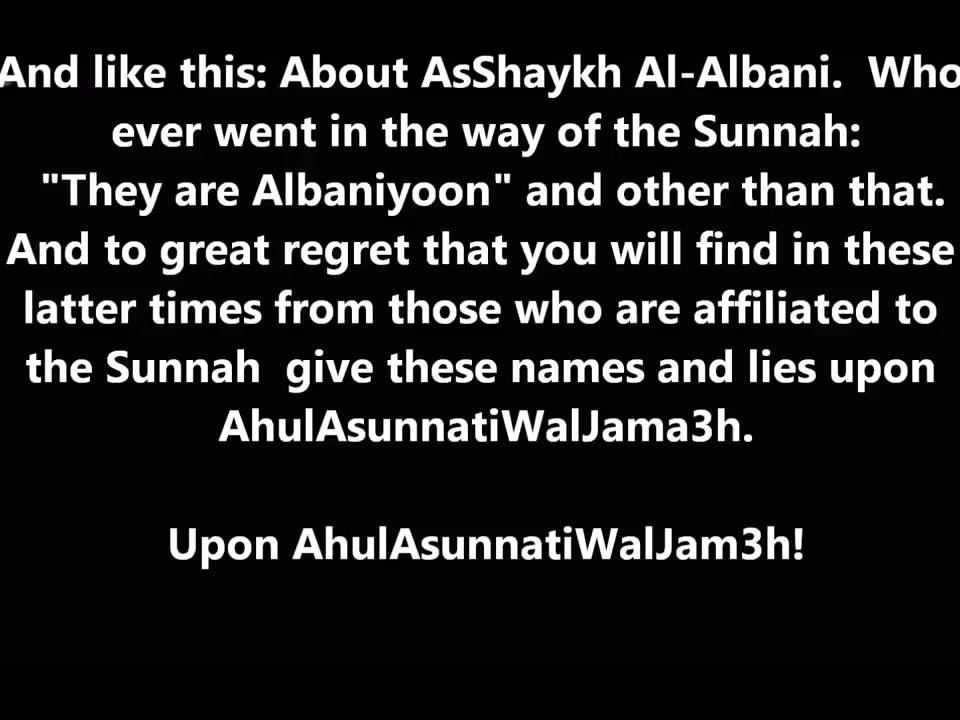 And like this: About AsShaykh Al-Albani.  Who
ever went in the way of the Sunnah:
"They are Albaniyoon" and other than that.
And to great regret that you will find in these
latter times from those who are affiliated to
the Sunnah  give these names and lies upon
AhulAsunnatiWalJama3h.
Upon AhulAsunnatiWalJam3h!